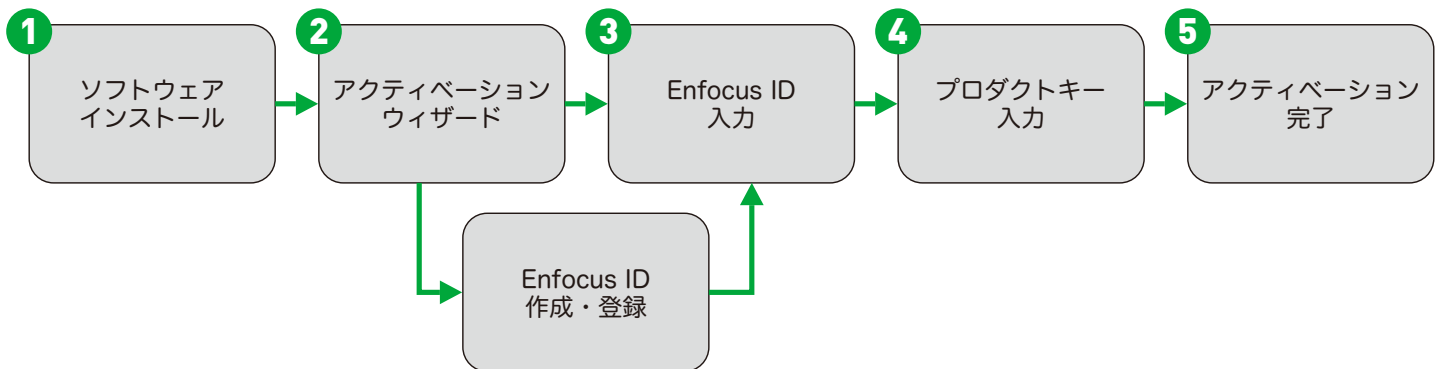 1
ソフトウェア
インストール
2
アクティベーション
ウィザード
3
Enfocus ID
入力
4
プロダクトキー
入力
5
アクティベーション
完了
Enfocus ID
作成・登録